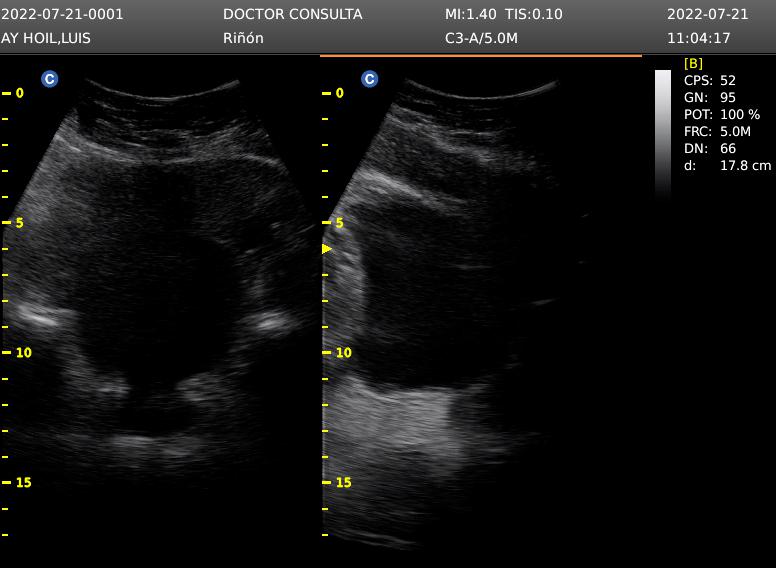 2022-07-21-0001 DOCTOR CONSULTA MI:1.40 TIS:0.10 2022-07-21
AY HOIL,LUIS Riñón C3-A/5.0M 11:04:17
C
C
[B]
CPS: 52
GN: 95
POT: 100 %
FRC: 5.0M
DN: 66
d: 17.8 cm
0 0
5 5
10 10
15 15